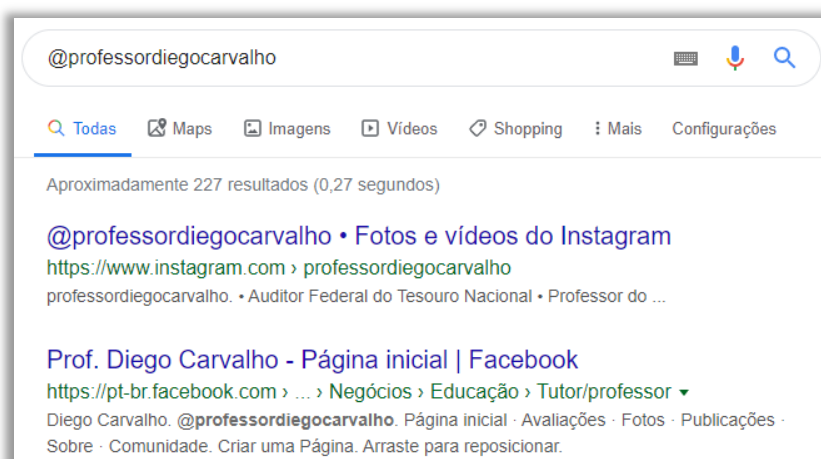 @professordiegocarvalho
Todas Maps Imagens Vídeos Shopping Mais Configurações
Aproximadamente 227 resultados (0,27 segundos)
@professordiegocarvalho • Fotos e vídeos do Instagram
https://www.instagram.com › professordiegocarvalho
professordiegocarvalho. • Auditor Federal do Tesouro Nacional • Professor do ...
Prof. Diego Carvalho - Página inicial | Facebook
https://pt-br.facebook.com › ... › Negócios › Educação › Tutor/professor
Diego Carvalho. @professordiegocarvalho. Página inicial · Avaliações · Fotos · Publicações ·
Sobre · Comunidade. Criar uma Página. Arraste para reposicionar.